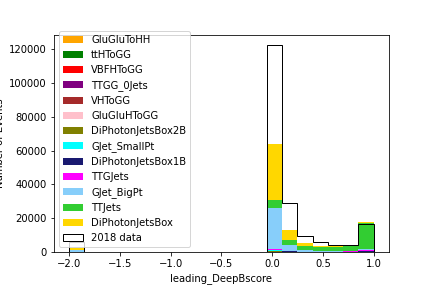 GluGluToHH
ttHToGG
VBFHToGG
TTGG_0Jets
VHToGG
GluGluHToGG
DiPhotonJetsBox2B
GJet_SmallPt
DiPhotonJetsBox1B
TTGJets
GJet_BigPt
TTJets
DiPhotonJetsBox
2018 data
120000
100000
80000
60000
40000
20000
0
Number of Events
−2.0 −1.5 −1.0 −0.5 0.0 0.5 1.0
leading_DeepBscore